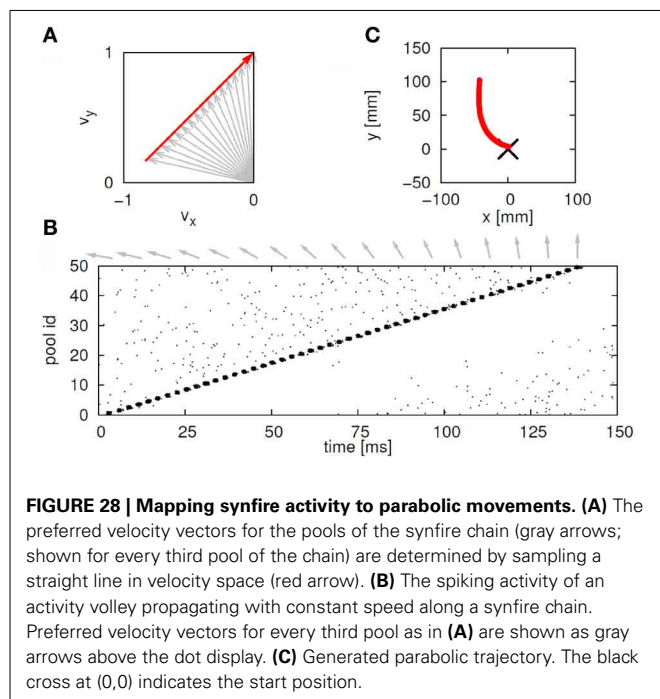 A
1
v_y
0
−1
v_x
0
C
150
100
50
0
−50
y [mm]
−100
0
100
x [mm]
B
50
40
30
20
10
0
pool id
0
25
50
75
100
125
150
time [ms]
FIGURE 28 | Mapping synfire activity to parabolic movements. (A) The
preferred velocity vectors for the pools of the synfire chain (gray arrows;
shown for every third pool of the chain) are determined by sampling a
straight line in velocity space (red arrow). (B) The spiking activity of an
activity volley propagating with constant speed along a synfire chain.
Preferred velocity vectors for every third pool as in (A) are shown as gray
arrows above the dot display. (C) Generated parabolic trajectory. The black
cross at (0,0) indicates the start position.